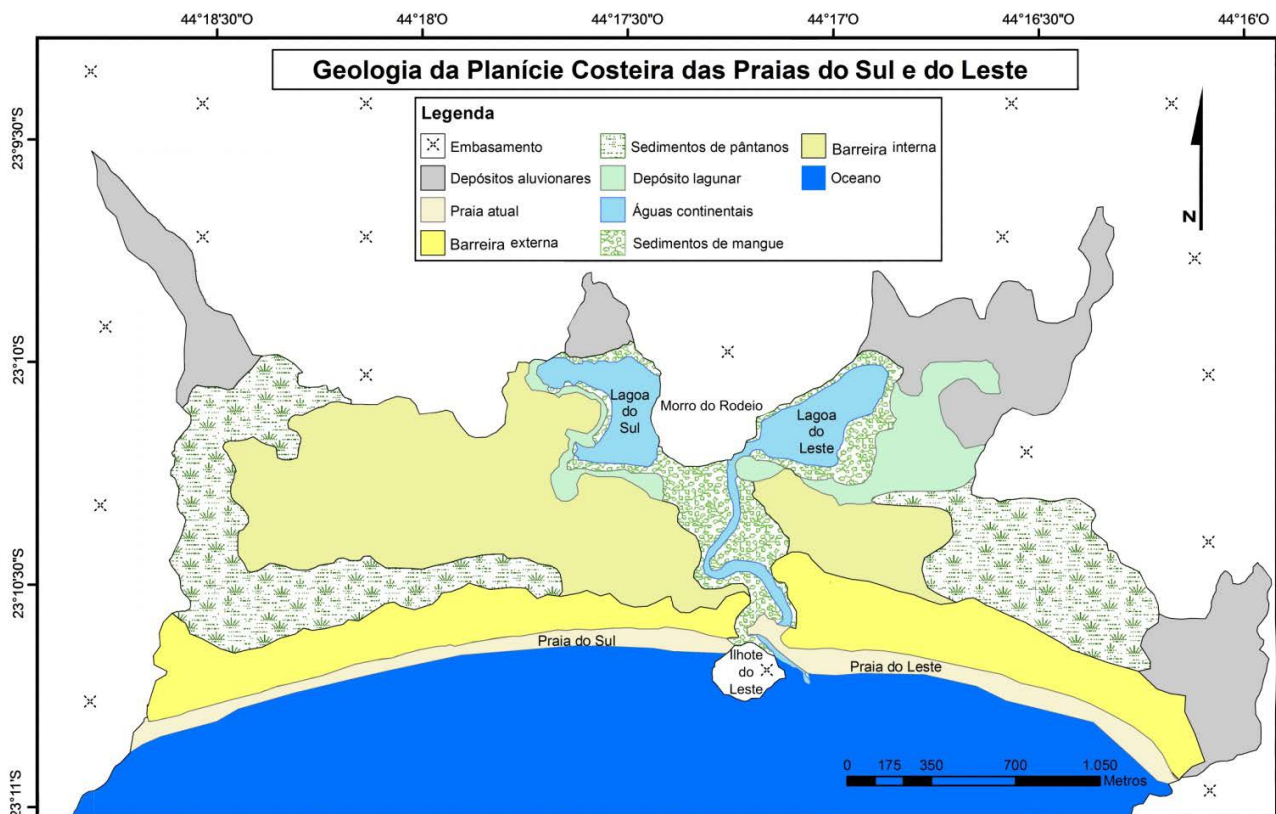 44°18'30"O 44°18'O 44°17'30"O 44°17'O 44°16'30"O 44°16'O
Geologia da Planície Costeira das Praias do Sul e do Leste
Legenda
Embasamento
Sedimentos de pântanos
Barreira interna
Depósitos aluvionares
Depósito lagunar
Oceano
Praia atual
Águas continentais
Barreira externa
Sedimentos de mangue
N
23°9'30"S
23°10'S
23°10'30"S
23°11'S
Lagoa
do
Sul
Morro do Rodeio
Lagoa
do
Leste
Praia do Sul
Ilhote
do
Leste
Praia do Leste
0 175 350 700 1.050
Metros